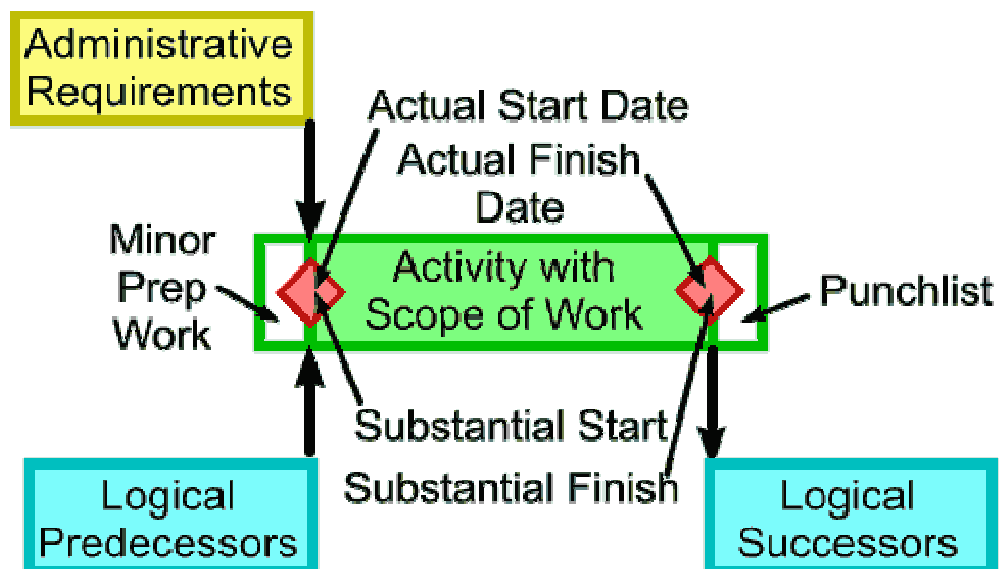 Administrative
Requirements
Actual Start Date
Actual Finish
Date
Minor
Prep
Work
Activity with
Scope of Work
Punchlist
Substantial Start
Substantial Finish
Logical
Predecessors
Logical
Successors